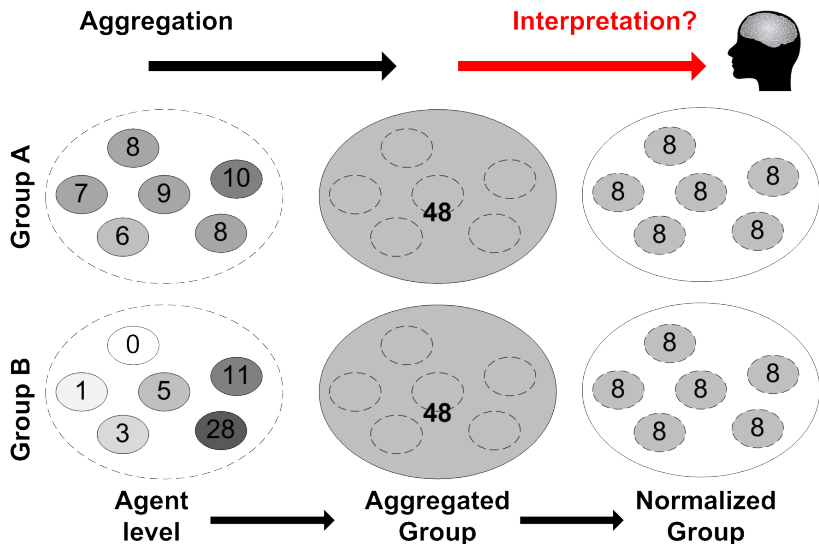 Aggregation
Interpretation?
Group A
8
10
7
9
6
8
48
8
8
8
8
8
8
Group B
0
11
1
5
3
28
48
8
8
8
8
8
8
Agent
level
Aggregated
Group
Normalized
Group